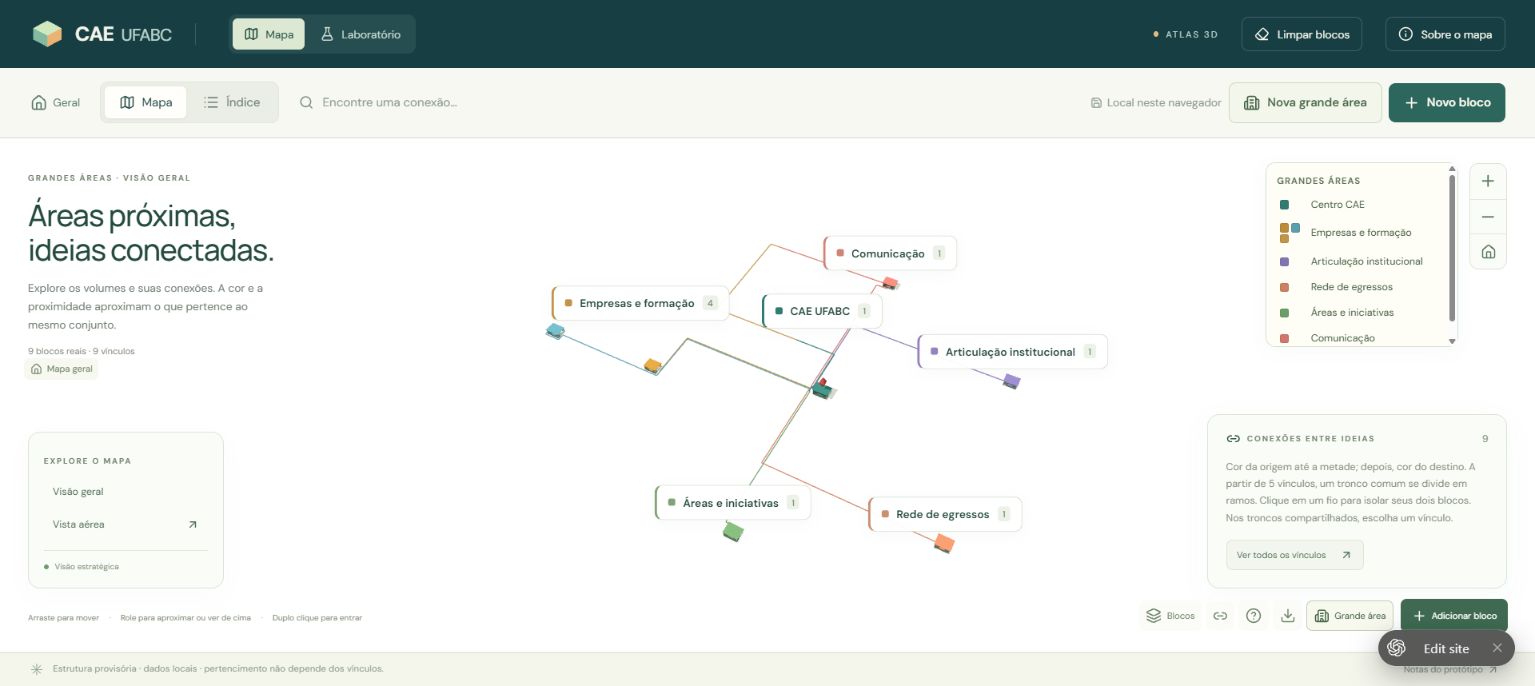 CAE UFABC
Mapa
Laboratório
ATLAS 3D
Limpar blocos
Sobre o mapa
Geral
Mapa
Índice
Encontre uma conexão...
Local neste navegador
Nova grande área
Novo bloco
GRANDES ÁREAS · VISÃO GERAL
Áreas próximas,
ideias conectadas.
Explore os volumes e suas conexões. A cor e a
proximidade aproximam o que pertence ao
mesmo conjunto.
9 blocos reais · 9 vínculos
Mapa geral
EXPLORE O MAPA
Visão geral
Vista aérea
Visão estratégica
Comunicação 1
Empresas e formação 4
CAE UFABC 1
Articulação institucional 1
Áreas e iniciativas 1
Rede de egressos 1
GRANDES ÁREAS
Centro CAE
Empresas e formação
Articulação institucional
Rede de egressos
Áreas e iniciativas
Comunicação
CONEXÕES ENTRE IDEIAS 9
Cor da origem até a metade; depois, cor do destino. A
partir de 5 vínculos, um tronco comum se divide em
ramos. Clique em um fio para isolar seus dois blocos.
Nos troncos compartilhados, escolha um vínculo.
Ver todos os vínculos
Arraste para mover · Role para aproximar ou ver de cima · Duplo clique para entrar
Blocos
Grande área
Adicionar bloco
Edit site
Estrutura provisória · dados locais · pertencimento não depende dos vínculos.
Notas do protótipo